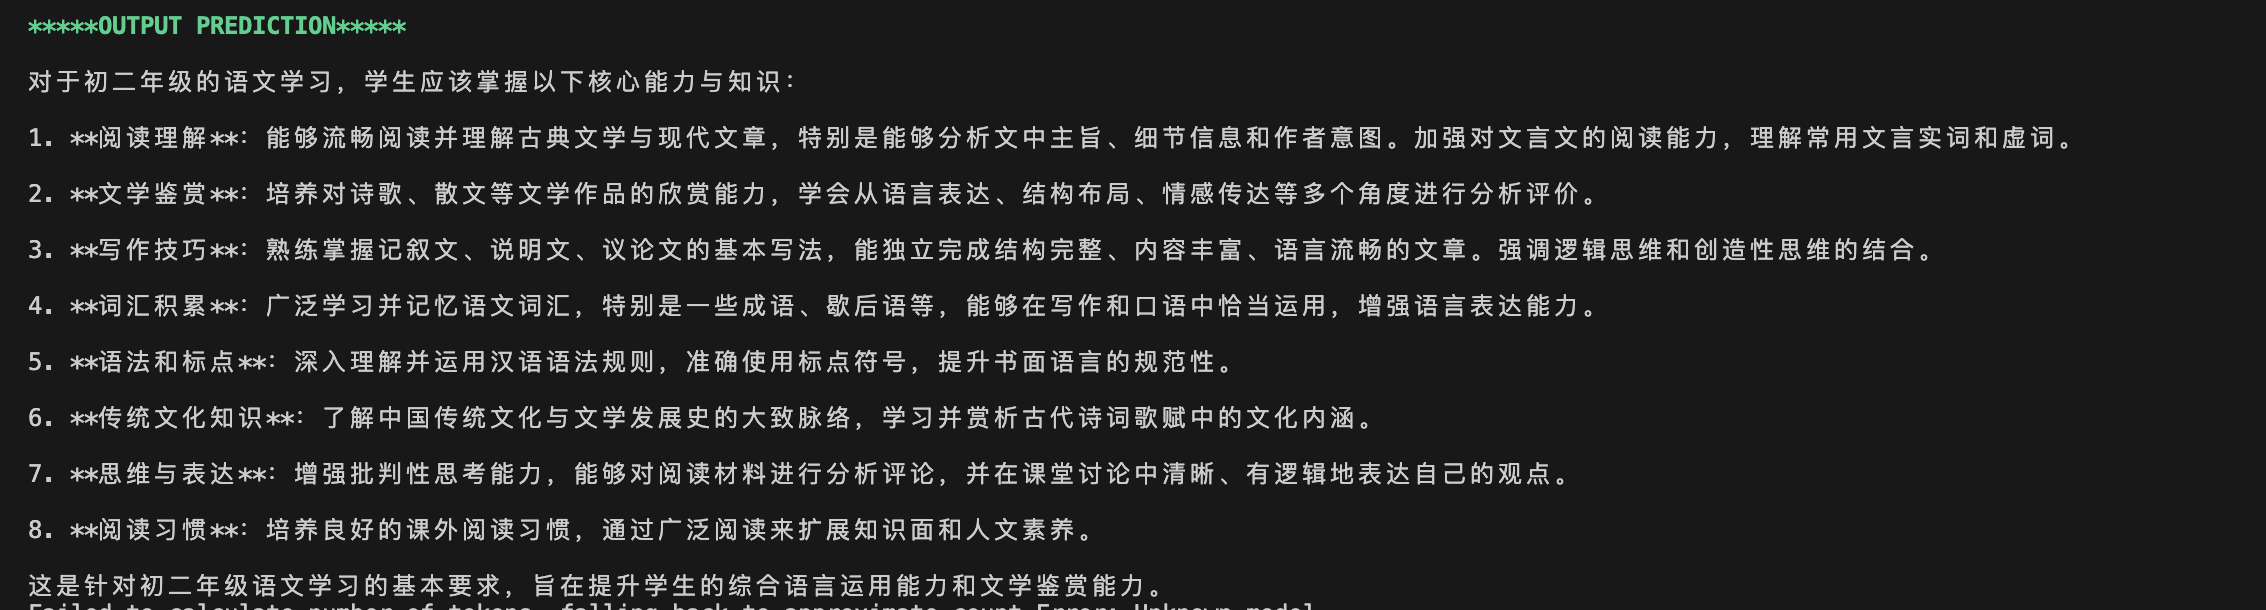 *****OUTPUT PREDICTION*****
对于初二年级的语文学习，学生应该掌握以下核心能力与知识：
1. **阅读理解**：能够流畅阅读并理解古典文学与现代文章，特别是能够分析文中主旨、细节信息和作者意图。加强对文言文的阅读能力，理解常用文言实词和虚词。
2. **文学鉴赏**：培养对诗歌、散文等文学作品的欣赏能力，学会从语言表达、结构布局、情感传达等多个角度进行分析评价。
3. **写作技巧**：熟练掌握记叙文、说明文、议论文的基本写法，能独立完成结构完整、内容丰富、语言流畅的文章。强调逻辑思维和创造性思维的结合。
4. **词汇积累**：广泛学习并记忆语文词汇，特别是一些成语、歇后语等，能够在写作和口语中恰当运用，增强语言表达能力。
5. **语法和标点**：深入理解并运用汉语语法规则，准确使用标点符号，提升书面语言的规范性。
6. **传统文化知识**：了解中国传统文化与文学发展史的大致脉络，学习并赏析古代诗词歌赋中的文化内涵。
7. **思维与表达**：增强批判性思考能力，能够对阅读材料进行分析评论，并在课堂讨论中清晰、有逻辑地表达自己的观点。
8. **阅读习惯**：培养良好的课外阅读习惯，通过广泛阅读来扩展知识面和人文素养。
这是针对初二年级语文学习的基本要求，旨在提升学生的综合语言运用能力和文学鉴赏能力。
Failed to calculate number of tokens, falling back to approximate count Error: Unknown model